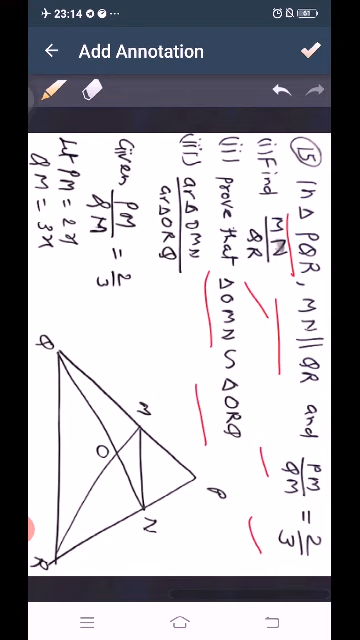 23:14
Add Annotation
(15) In Δ PQR, MN || QR and PM/QM = 2/3
(i) Find MN/QR
(ii) prove that Δ OMN ∽ Δ ORQ
(iii) ar Δ OMN / ar Δ ORQ
Given PM/QM = 2/3
Let PM = 2x
QM = 3x
P
M
N
O
Q
R